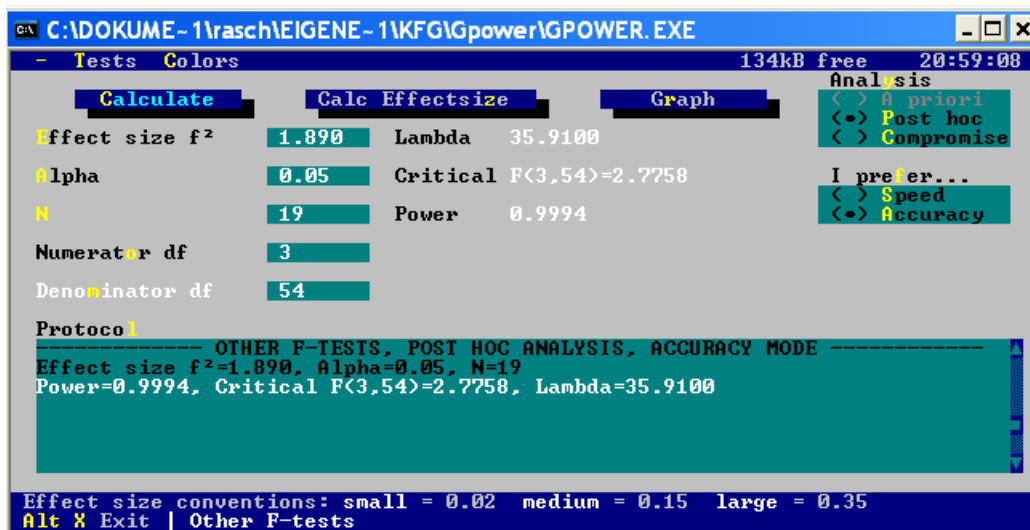 C:\DOKUME~1\rasch\EIGENE~1\KFG\Gpower\GPOWER.EXE
- Tests Colors 134kB free 20:59:08
Analysis
Calculate Calc Effectsize Graph ( ) A priori
(•) Post hoc
Effect size f² 1.890 Lambda 35.9100 ( ) Compromise
Alpha 0.05 Critical F(3,54)=2.7758 I prefer...
( ) Speed
N 19 Power 0.9994 (•) Accuracy
Numerator df 3
Denominator df 54
Protocol
------------- OTHER F-TESTS, POST HOC ANALYSIS, ACCURACY MODE ------------
Effect size f²=1.890, Alpha=0.05, N=19
Power=0.9994, Critical F(3,54)=2.7758, Lambda=35.9100
Effect size conventions: small = 0.02 medium = 0.15 large = 0.35
Alt X Exit | Other F-tests